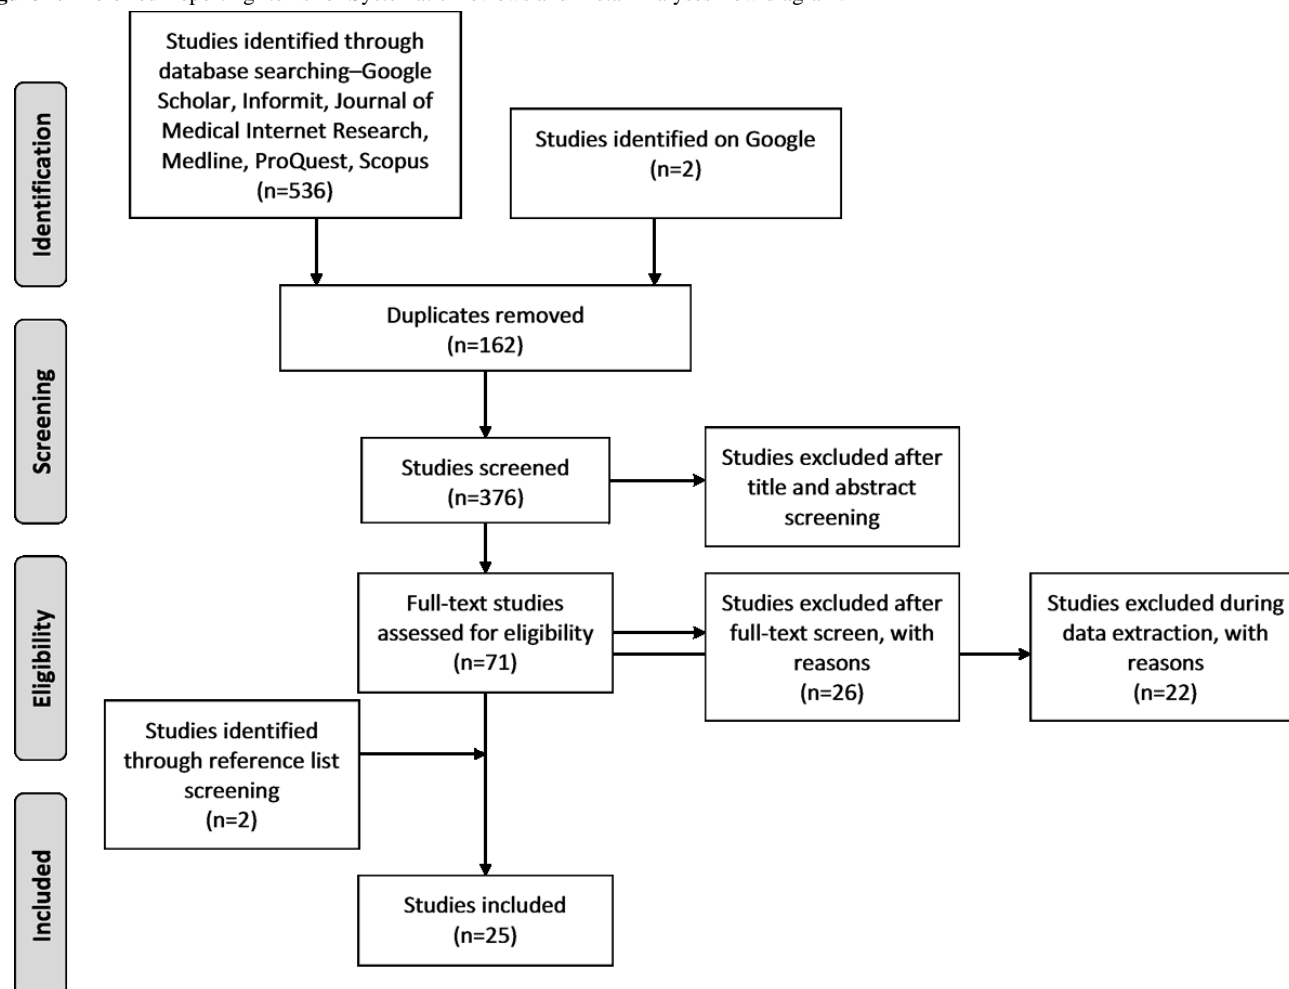 Identification
Studies identified through
database searching–Google
Scholar, Informit, Journal of
Medical Internet Research,
Medline, ProQuest, Scopus
(n=536)
Studies identified on Google
(n=2)
Duplicates removed
(n=162)
Screening
Studies screened
(n=376)
Studies excluded after
title and abstract
screening
Eligibility
Full-text studies
assessed for eligibility
(n=71)
Studies excluded after
full-text screen, with
reasons
(n=26)
Studies excluded during
data extraction, with
reasons
(n=22)
Studies identified
through reference list
screening
(n=2)
Included
Studies included
(n=25)